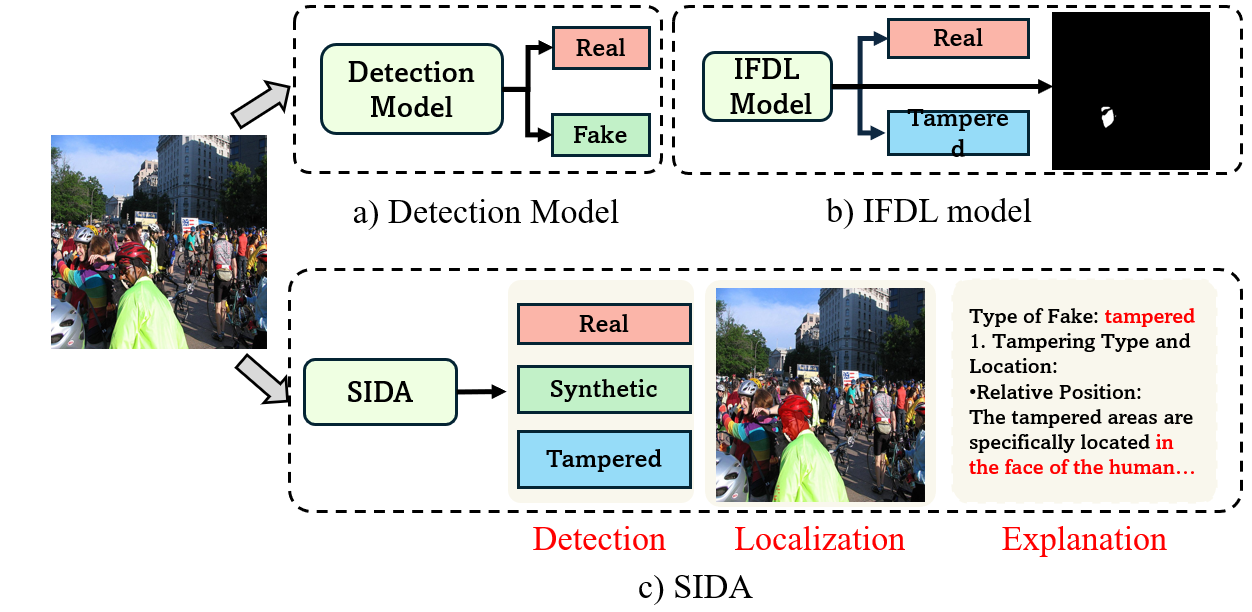 Detection
Model
Real
Fake
a) Detection Model
IFDL
Model
Real
Tampere
d
b) IFDL model
SIDA
Real
Synthetic
Tampered
Type of Fake: tampered
1. Tampering Type and
Location:
•Relative Position:
The tampered areas are
specifically located in
the face of the human...
Detection
Localization
Explanation
c) SIDA